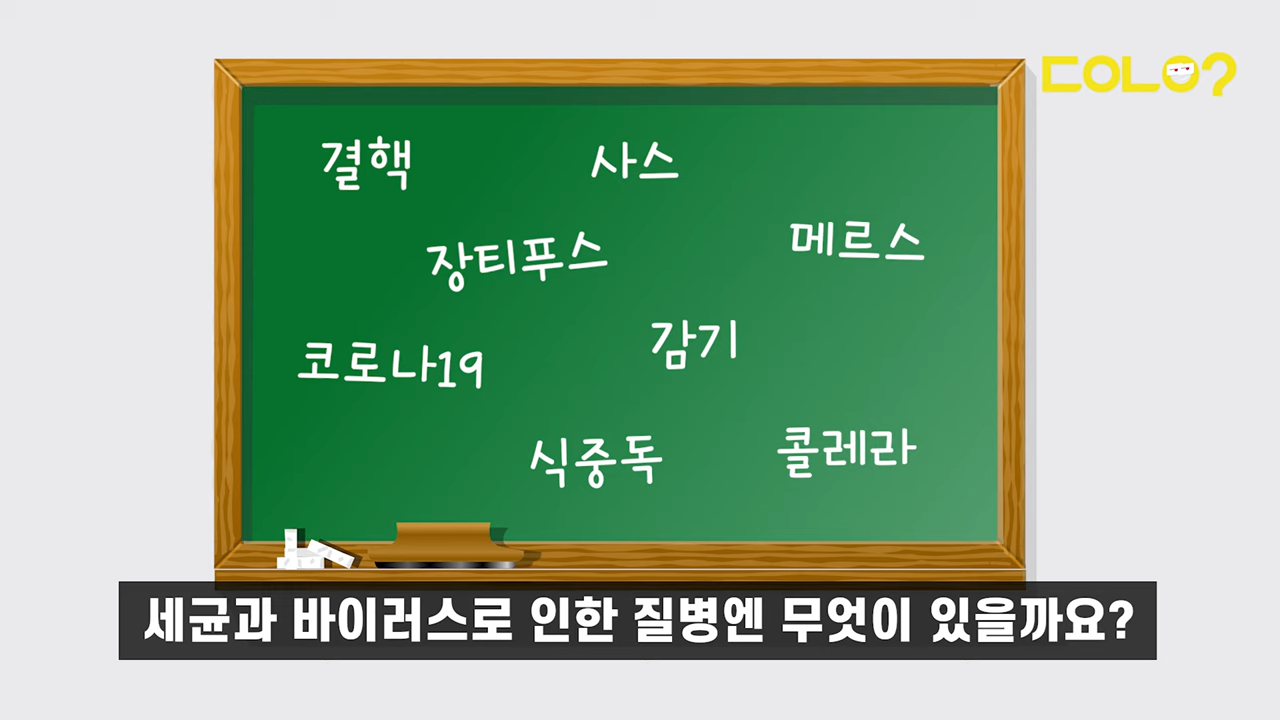 ㄷㅇㄴㅇ?
결핵
사스
장티푸스
메르스
코로나19
감기
식중독
콜레라
세균과 바이러스로 인한 질병엔 무엇이 있을까요?